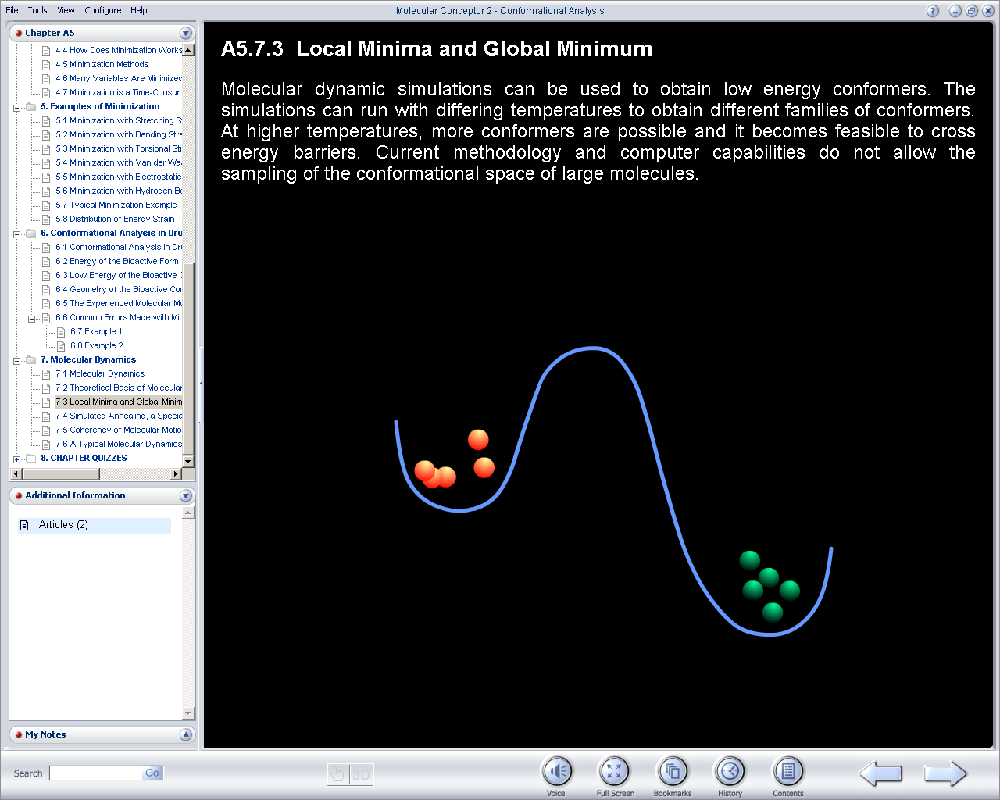 File Tools View Configure Help
Molecular Conceptor 2 - Conformational Analysis
Chapter A5
4.4 How Does Minimization Works
4.5 Minimization Methods
4.6 Many Variables Are Minimized
4.7 Minimization is a Time-Consum
5. Examples of Minimization
5.1 Minimization with Stretching S
5.2 Minimization with Bending Stra
5.3 Minimization with Torsional Str
5.4 Minimization with Van der Waa
5.5 Minimization with Electrostatic
5.6 Minimization with Hydrogen Bo
5.7 Typical Minimization Example
5.8 Distribution of Energy Strain
6. Conformational Analysis in Dru
6.1 Conformational Analysis in Dru
6.2 Energy of the Bioactive Form
6.3 Low Energy of the Bioactive C
6.4 Geometry of the Bioactive Con
6.5 The Experienced Molecular Mo
6.6 Common Errors Made with Min
6.7 Example 1
6.8 Example 2
7. Molecular Dynamics
7.1 Molecular Dynamics
7.2 Theoretical Basis of Molecular
7.3 Local Minima and Global Minim
7.4 Simulated Annealing, a Specia
7.5 Coherency of Molecular Motio
7.6 A Typical Molecular Dynamics
8. CHAPTER QUIZZES
Additional Information
Articles (2)
My Notes
A5.7.3 Local Minima and Global Minimum
Molecular dynamic simulations can be used to obtain low energy conformers. The
simulations can run with differing temperatures to obtain different families of conformers.
At higher temperatures, more conformers are possible and it becomes feasible to cross
energy barriers. Current methodology and computer capabilities do not allow the
sampling of the conformational space of large molecules.
Search Go
3D
Voice Full Screen Bookmarks History Contents